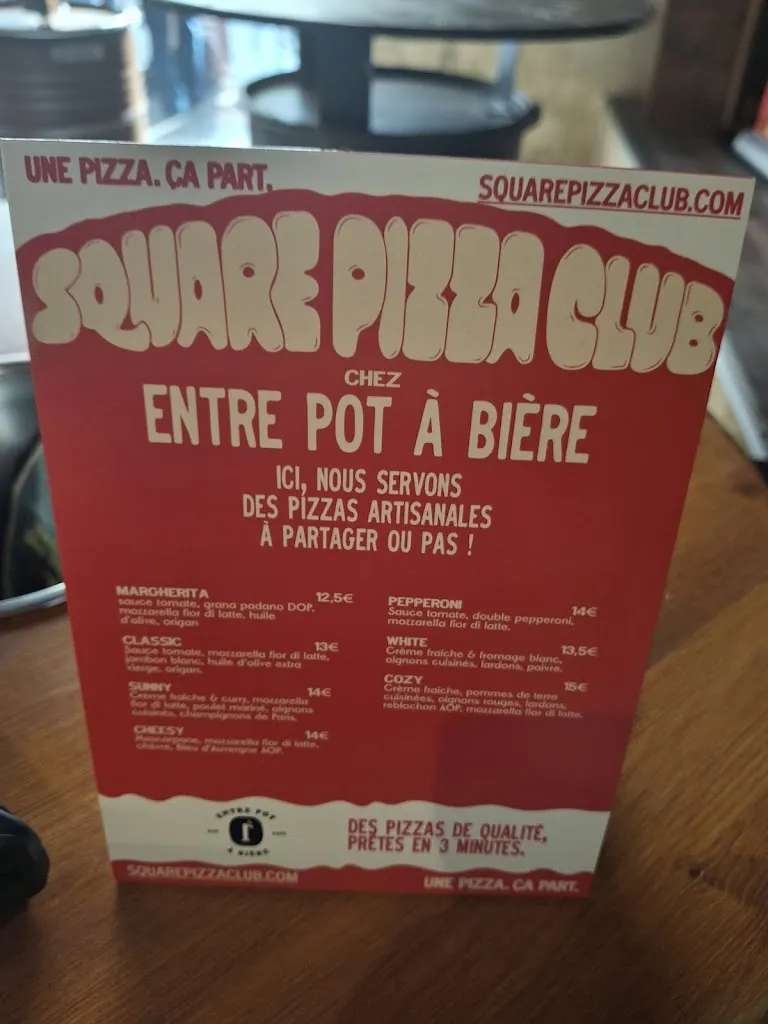 UNE PIZZA. ÇA PART.
SQUAREPIZZACLUB.COM
SQUARE PIZZA CLUB
CHEZ
ENTRE POT À BIÈRE
ICI, NOUS SERVONS
DES PIZZAS ARTISANALES
À PARTAGER OU PAS !
MARGHERITA 12,5€
sauce tomate, grana padano DOP,
mozzarella fior di latte, huile
d'olive, origan
CLASSIC 13€
Sauce tomate, mozzarella fior di latte,
jambon blanc, huile d'olive extra
vierge, origan.
SUNNY 14€
Crème fraîche & curry, mozzarella
fior di latte, poulet mariné, oignons
cuisinés, champignons de Paris.
CHEESY 14€
Mascarpone, mozzarella fior di latte,
chèvre, Bleu d'Auvergne AOP.
PEPPERONI 14€
Sauce tomate, double pepperoni,
mozzarella fior di latte.
WHITE 13,5€
Crème fraîche & fromage blanc,
oignons cuisinés, lardons, poivre.
COZY 15€
Crème fraîche, pommes de terre
cuisinées, oignons rouges, lardons,
reblochon AOP, mozzarella fior di latte.
ENTRE POT
À BIÈRE
DES PIZZAS DE QUALITÉ,
PRÊTES EN 3 MINUTES.
SQUAREPIZZACLUB.COM
UNE PIZZA. ÇA PART.